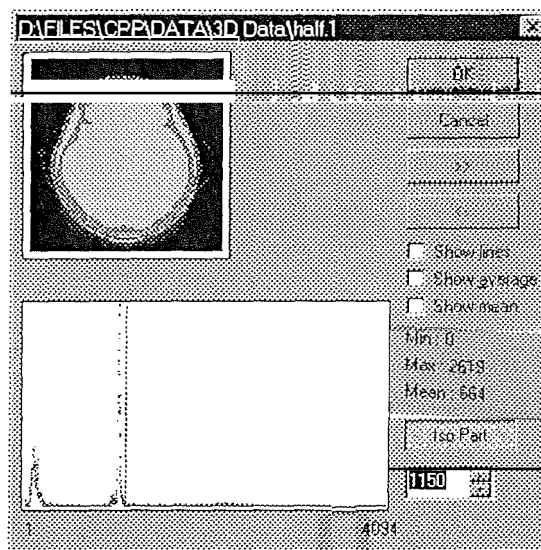 D:\FILES\CPP\DATA\3D Data\half.1
OK
Cancel
>>
Show lines
Show average
Show mean
Min : 0
Max : 2619
Mean : 664
Iso Part
1150
1
4094